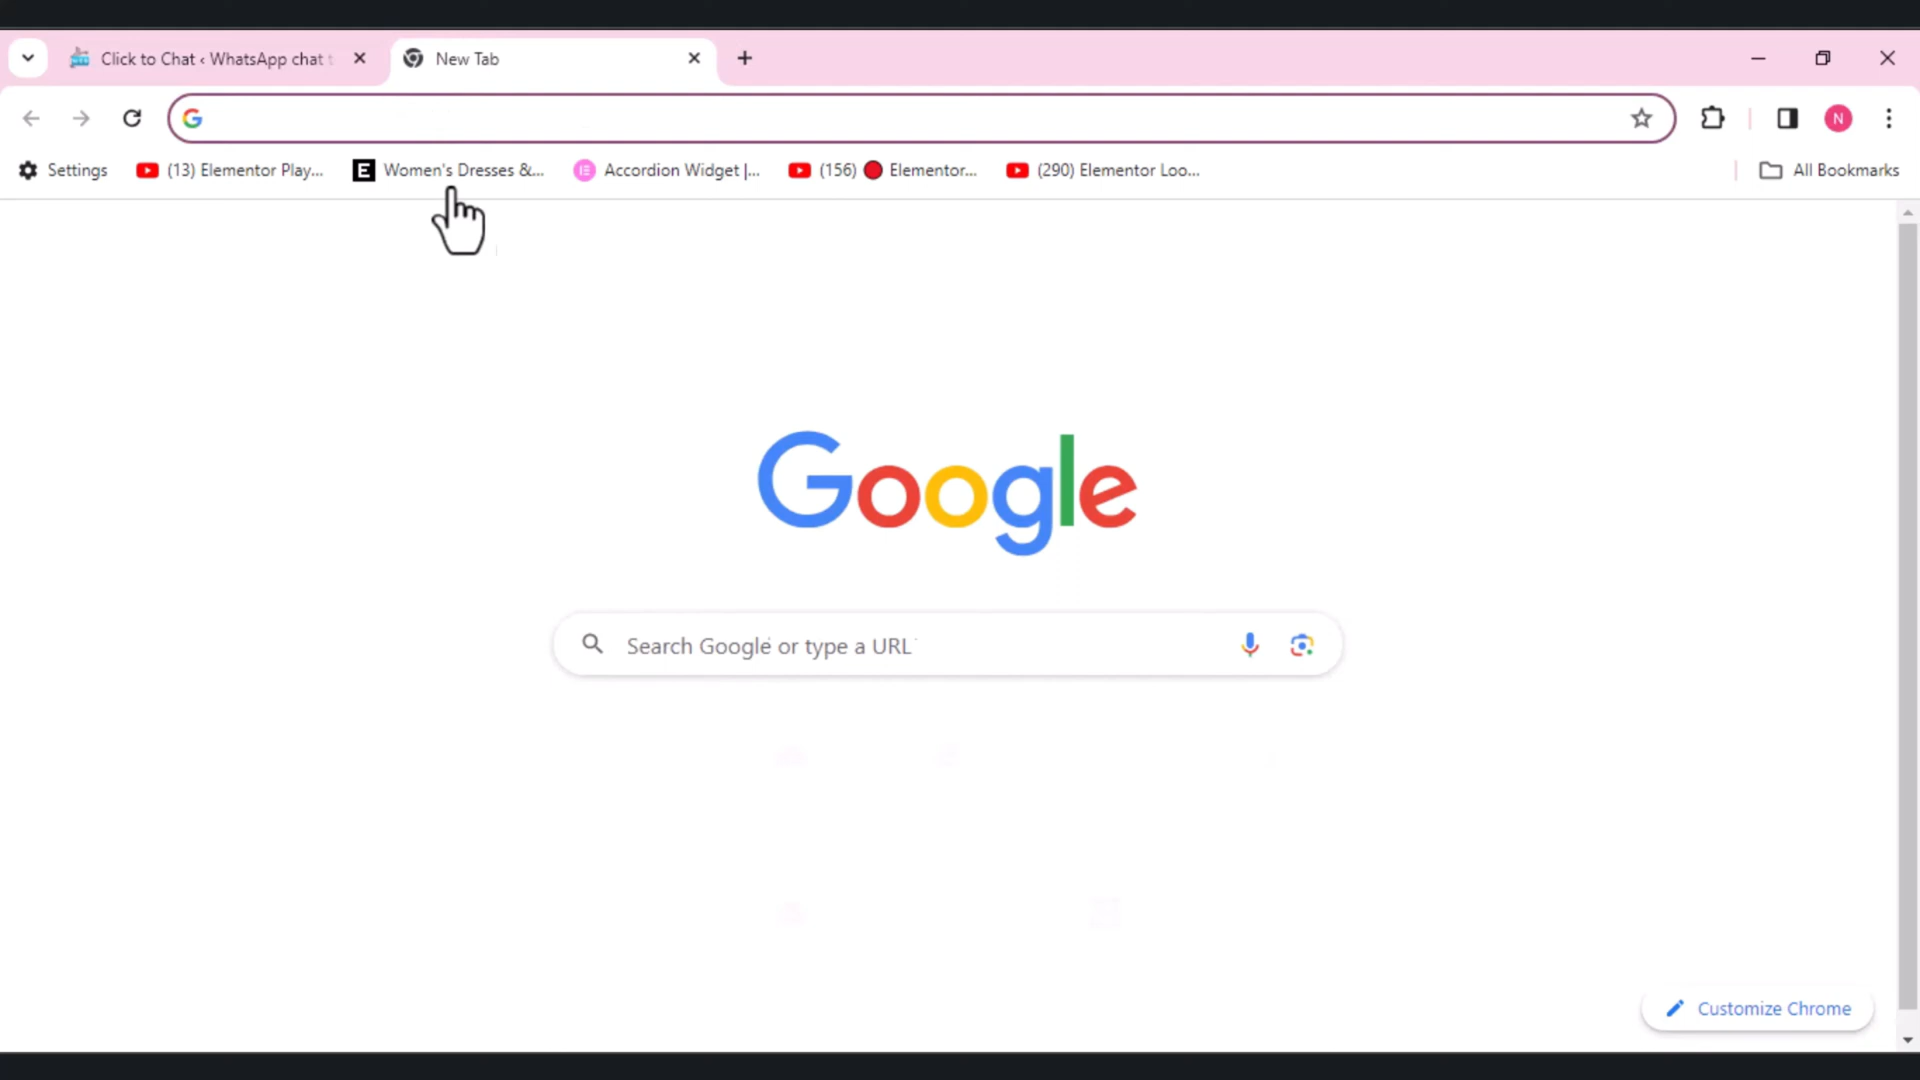 Click to Chat ‹ WhatsApp chat
New Tab
Settings
(13) Elementor Play...
Women's Dresses &...
Accordion Widget |...
(156) Elementor...
(290) Elementor Loo...
All Bookmarks
N
Google
Search Google or type a URL
Customize Chrome